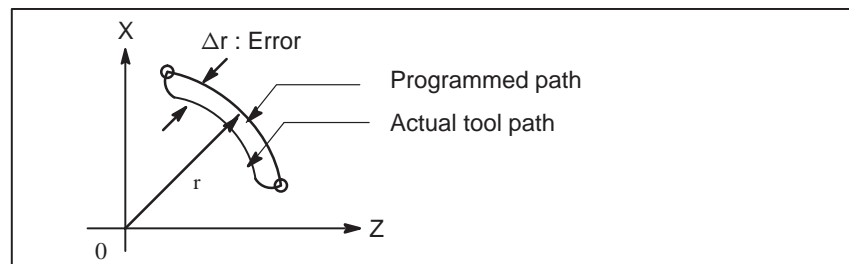 X
Δr : Error
Programmed path
Actual tool path
r
Z
0